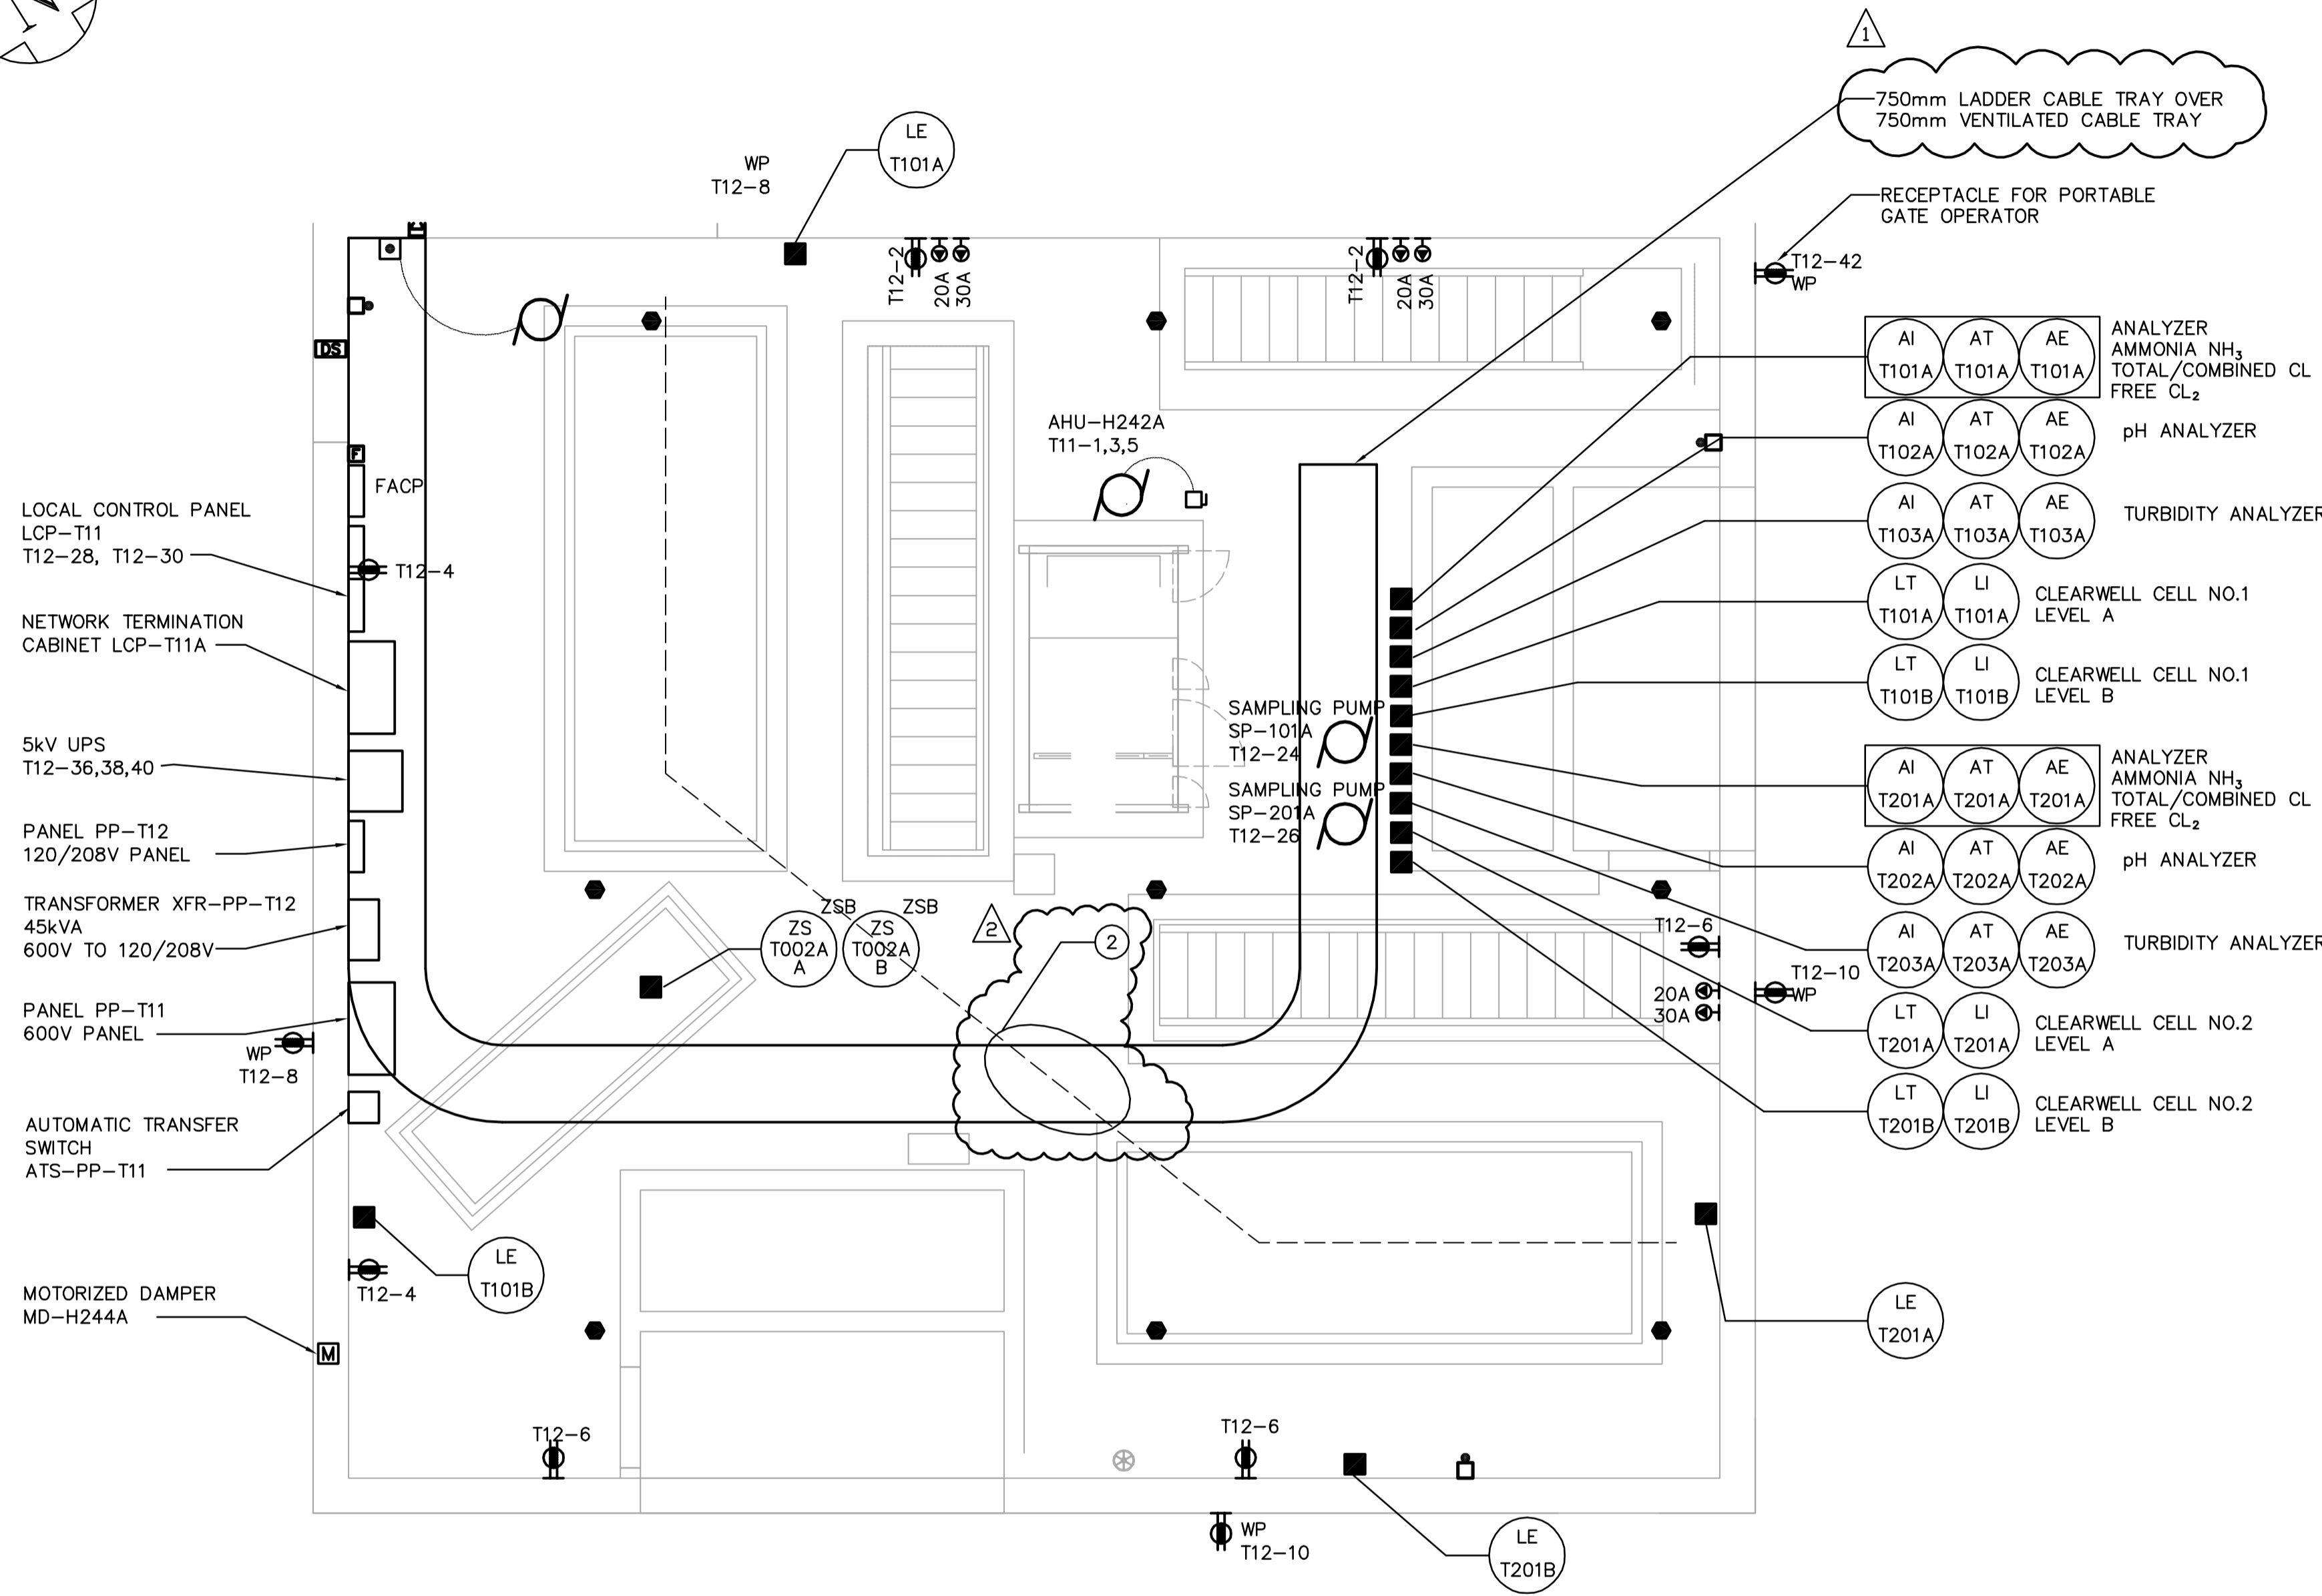 N
1
750mm LADDER CABLE TRAY OVER
750mm VENTILATED CABLE TRAY
LE
T101A
WP
T12-8
RECEPTACLE FOR PORTABLE
GATE OPERATOR
T12-42
WP
T12-2
20A
30A
T12-2
20A
30A
DS
F
FACP
AHU-H242A
T11-1,3,5
LOCAL CONTROL PANEL
LCP-T11
T12-28, T12-30
T12-4
NETWORK TERMINATION
CABINET LCP-T11A
5kV UPS
T12-36,38,40
PANEL PP-T12
120/208V PANEL
TRANSFORMER XFR-PP-T12
45kVA
600V TO 120/208V
PANEL PP-T11
600V PANEL
WP
T12-8
AUTOMATIC TRANSFER
SWITCH
ATS-PP-T11
LE
T101B
T12-4
MOTORIZED DAMPER
MD-H244A
M
SAMPLING PUMP
SP-101A
T12-24
SAMPLING PUMP
SP-201A
T12-26
ZSB
ZS
T002A
A
ZSB
ZS
T002A
B
2
2
AI
T101A
AT
T101A
AE
T101A
ANALYZER
AMMONIA NH₃
TOTAL/COMBINED CL
FREE CL₂
AI
T102A
AT
T102A
AE
T102A
pH ANALYZER
AI
T103A
AT
T103A
AE
T103A
TURBIDITY ANALYZER
LT
T101A
LI
T101A
CLEARWELL CELL NO.1
LEVEL A
LT
T101B
LI
T101B
CLEARWELL CELL NO.1
LEVEL B
AI
T201A
AT
T201A
AE
T201A
ANALYZER
AMMONIA NH₃
TOTAL/COMBINED CL
FREE CL₂
AI
T202A
AT
T202A
AE
T202A
pH ANALYZER
AI
T203A
AT
T203A
AE
T203A
TURBIDITY ANALYZER
LT
T201A
LI
T201A
CLEARWELL CELL NO.2
LEVEL A
LT
T201B
LI
T201B
CLEARWELL CELL NO.2
LEVEL B
T12-6
T12-10
WP
20A
30A
LE
T201A
T12-6
T12-6
WP
T12-10
LE
T201B